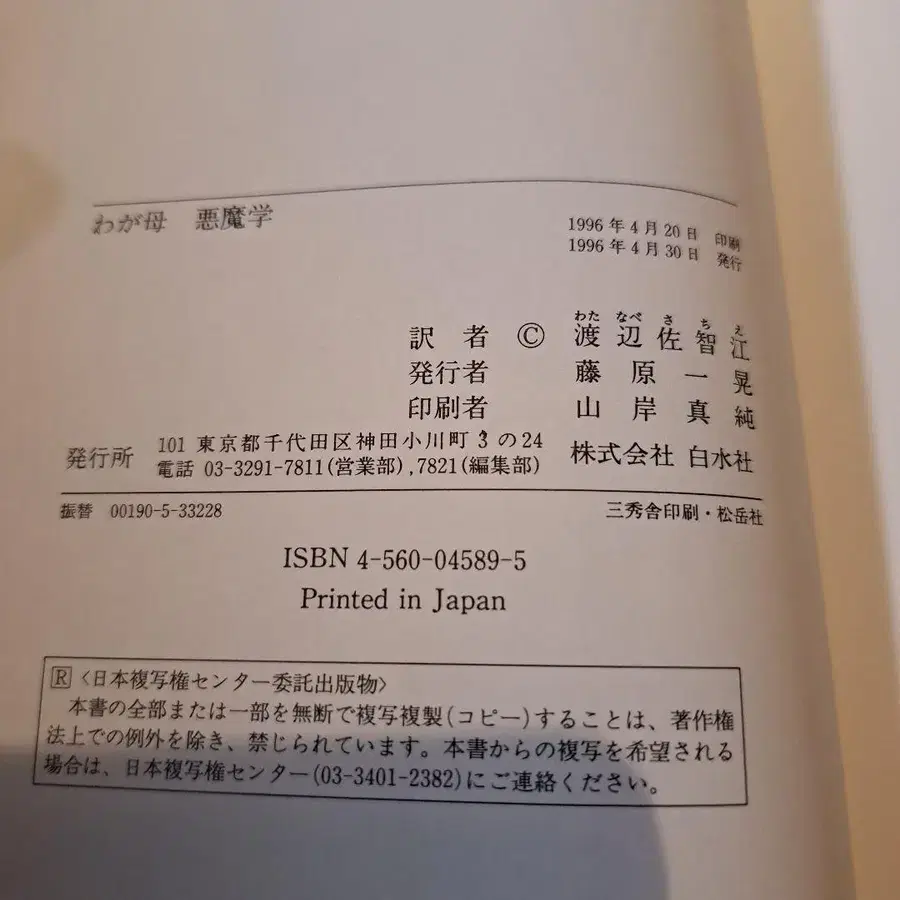 わが母 悪魔学
1996年4月20日 印刷
1996年4月30日 発行
訳者 © 渡辺佐智江
わた なべ さ ち え
発行者 藤原一晃
印刷者 山岸真純
発行所 101 東京都千代田区神田小川町3の24 株式会社 白水社
電話 03-3291-7811(営業部),7821(編集部)
振替 00190-5-33228 三秀舎印刷・松岳社
ISBN 4-560-04589-5
Printed in Japan
R〈日本複写権センター委託出版物〉
本書の全部または一部を無断で複写複製(コピー)することは、著作権
法上での例外を除き、禁じられています。本書からの複写を希望される
場合は、日本複写権センター(03-3401-2382)にご連絡ください。